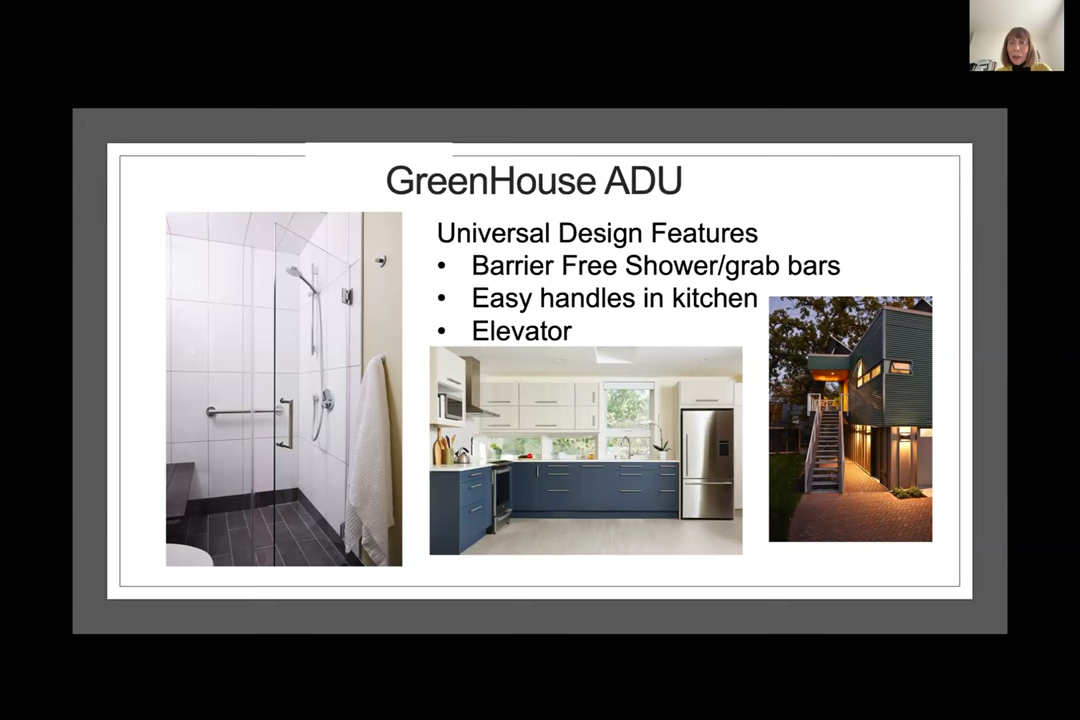 GreenHouse ADU
Universal Design Features
• Barrier Free Shower/grab bars
• Easy handles in kitchen
• Elevator